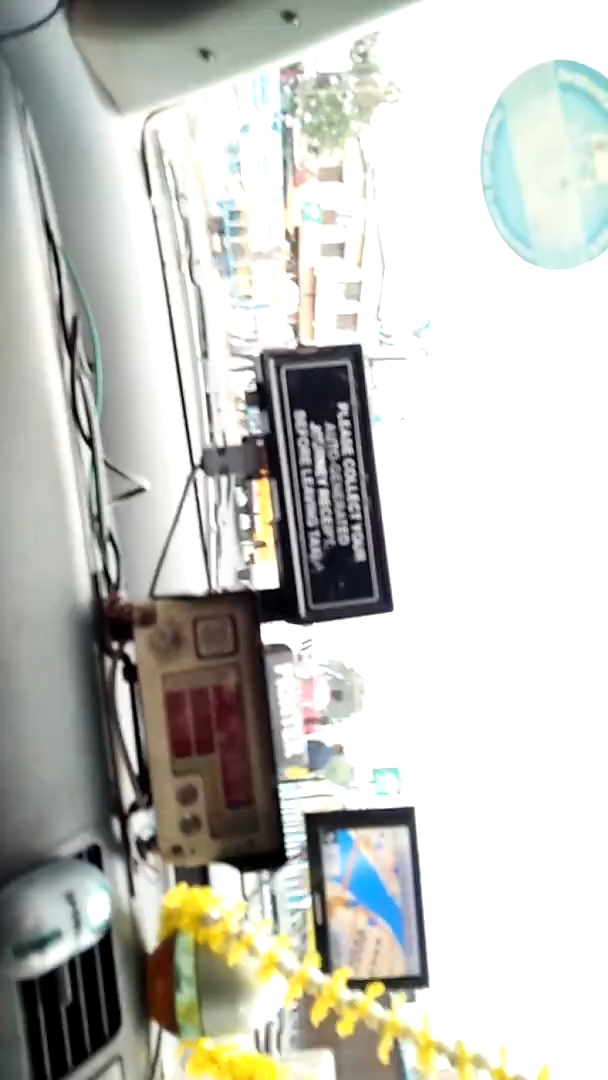 PLEASE COLLECT YOUR
AUTO-GENERATED
JOURNEY RECEIPT,
BEFORE LEAVING TAXI